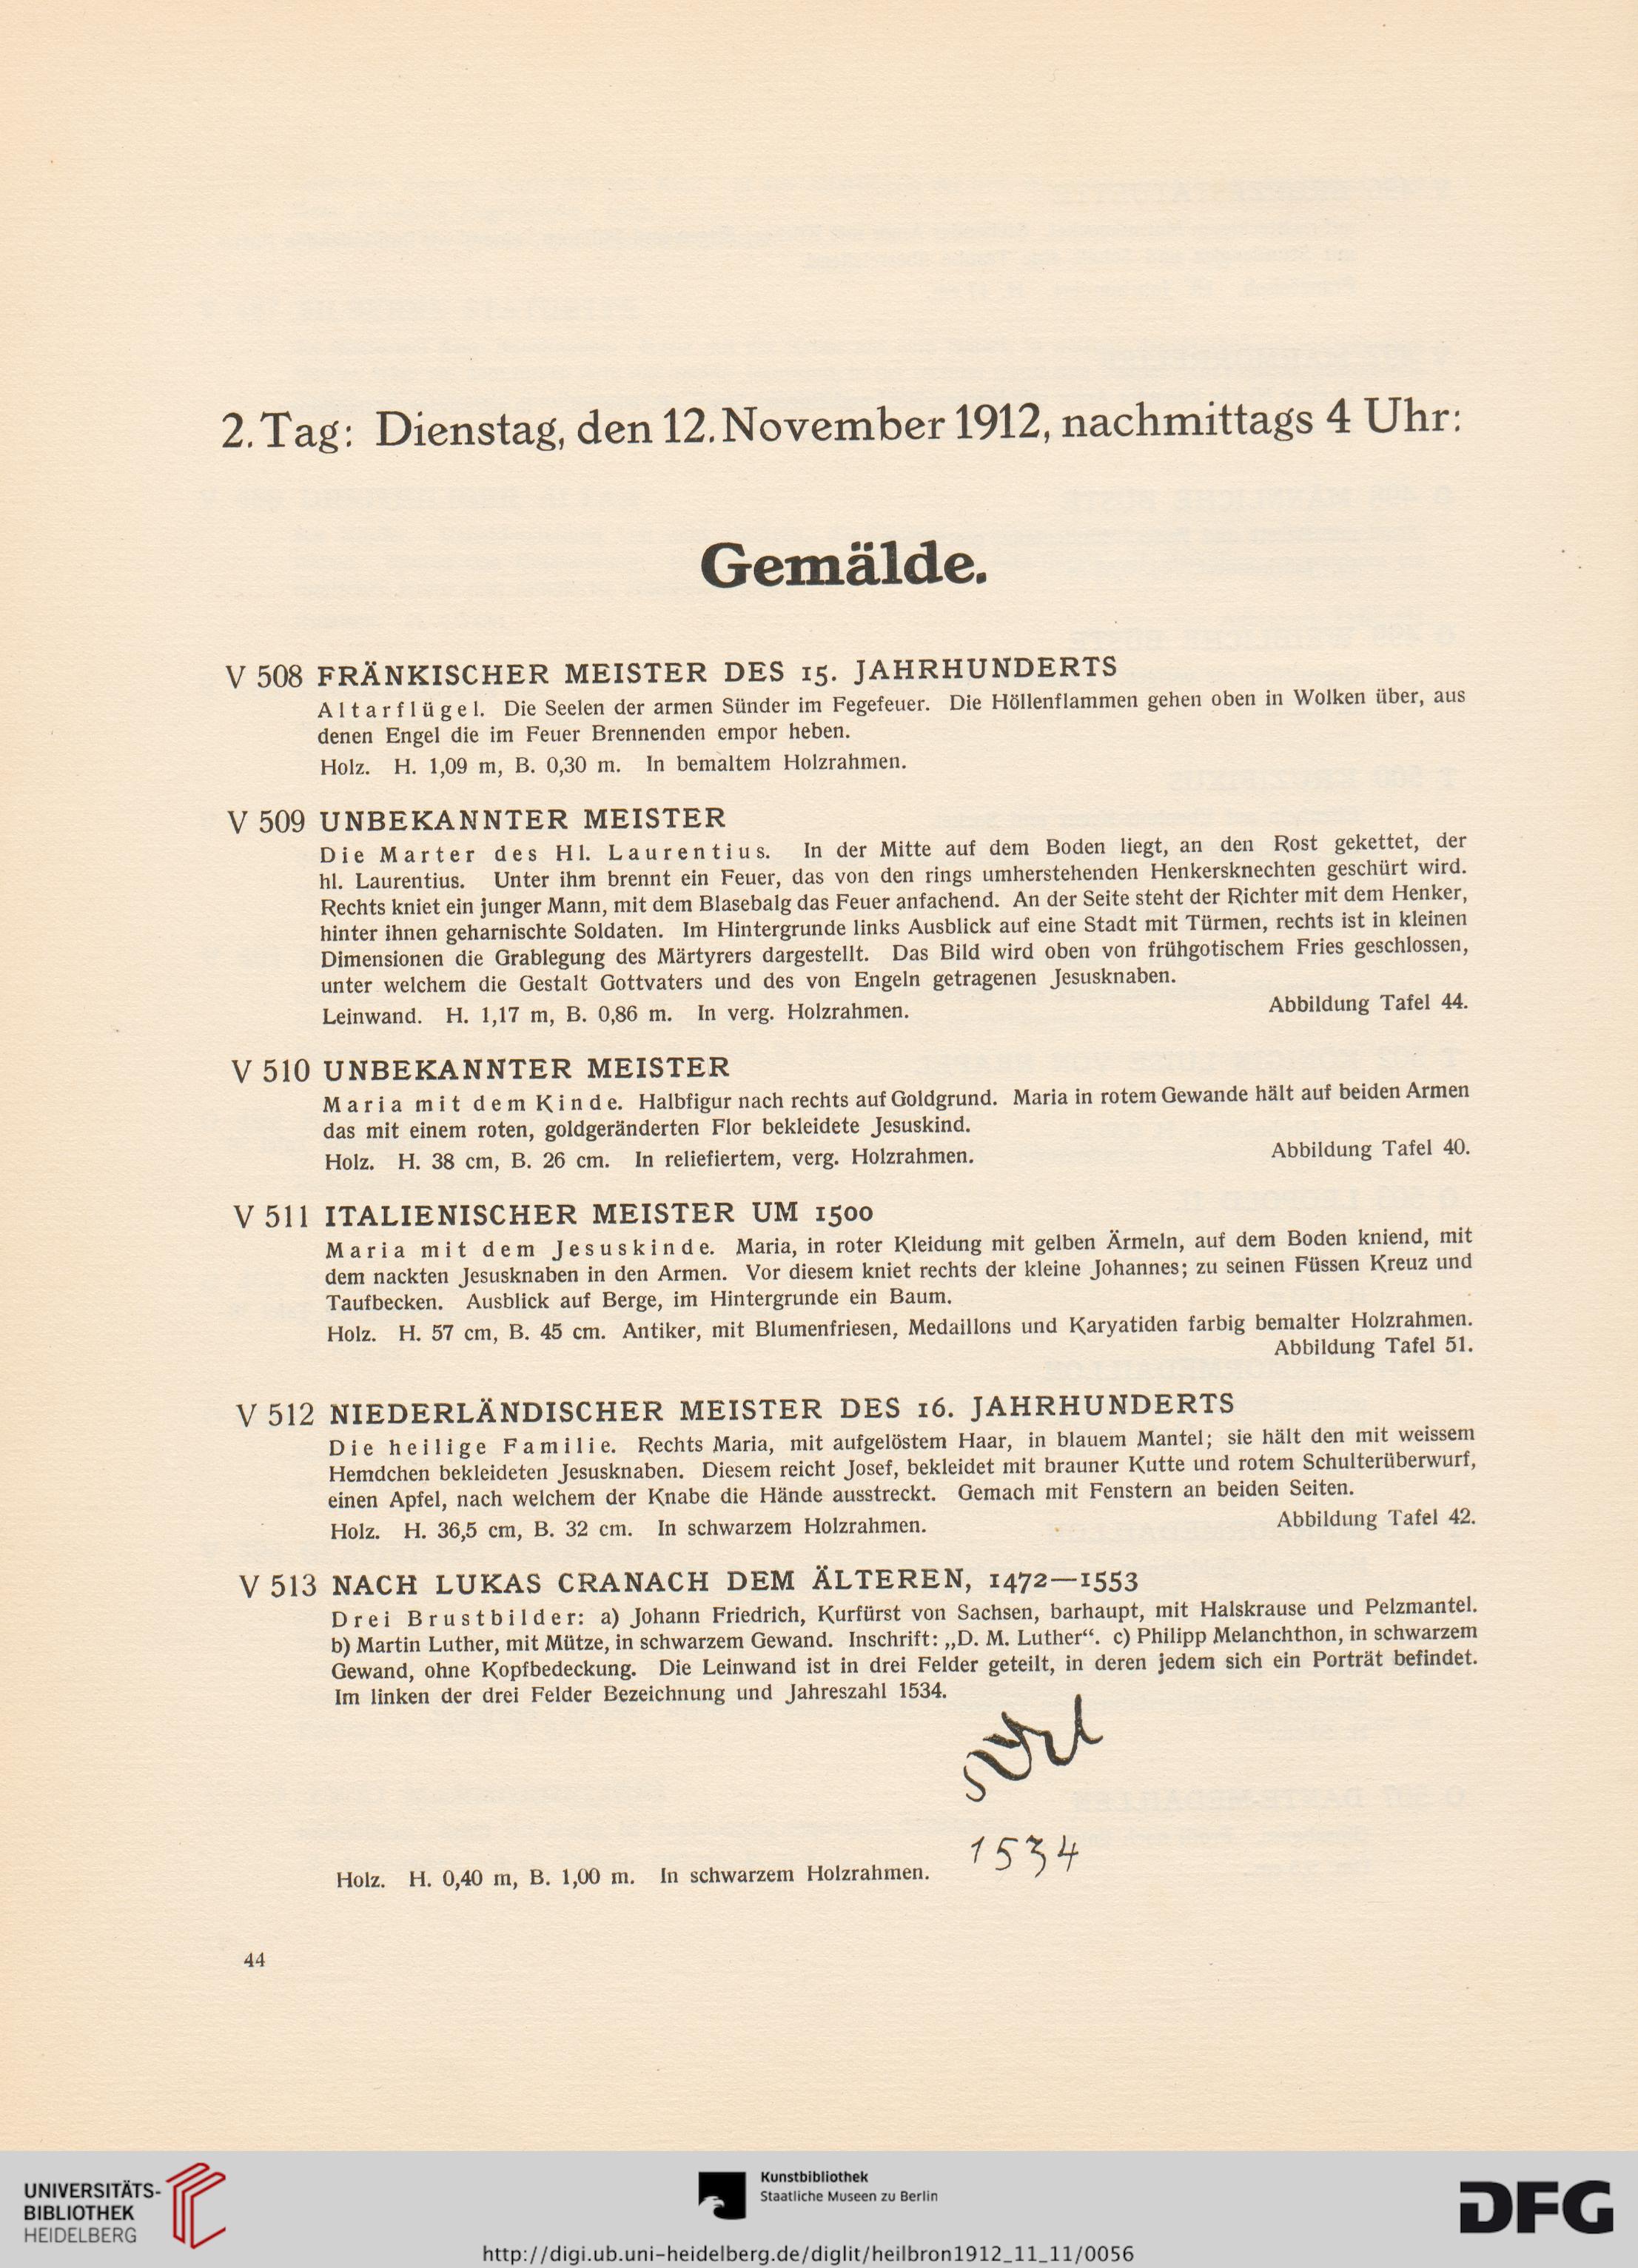 2. Tag: Dienstag, den 12. November 1912, nachmittags 4 Uhr:
Gemälde.
V 508 FRÄNKISCHER MEISTER DES 15. JAHRHUNDERTS
Altarflügel. Die Seelen der armen Sünder im Fegefeuer. Die Höllenflammen gehen oben in Wolken über, aus
denen Engel die im Feuer Brennenden empor heben.
Holz. H. 1,09 m, B. 0,30 m. In bemaltem Holzrahmen.
V 509 UNBEKANNTER MEISTER
Die Marter des Hl. Laurentius. In der Mitte auf dem Boden liegt, an den Rost gekettet, der
hl. Laurentius. Unter ihm brennt ein Feuer, das von den rings umherstehenden Henkersknechten geschürt wird.
Rechts kniet ein junger Mann, mit dem Blasebalg das Feuer anfachend. An der Seite steht der Richter mit dem Henker,
hinter ihnen geharnischte Soldaten. Im Hintergrunde links Ausblick auf eine Stadt mit Türmen, rechts ist in kleinen
Dimensionen die Grablegung des Märtyrers dargestellt. Das Bild wird oben von frühgotischem Fries geschlossen,
unter welchem die Gestalt Gottvaters und des von Engeln getragenen Jesusknaben.
Leinwand. H. 1,17 m, B. 0,86 m. In verg. Holzrahmen. Abbildung Tafel 44.
V 510 UNBEKANNTER MEISTER
Maria mit dem Kinde. Halbfigur nach rechts auf Goldgrund. Maria in rotem Gewande hält auf beiden Armen
das mit einem roten, goldgeränderten Flor bekleidete Jesuskind.
Holz. H. 38 cm, B. 26 cm. In reliefiertem, verg. Holzrahmen. Abbildung Tafel 40.
V 511 ITALIENISCHER MEISTER UM 1500
Maria mit dem Jesuskinde. Maria, in roter Kleidung mit gelben Ärmeln, auf dem Boden kniend, mit
dem nackten Jesusknaben in den Armen. Vor diesem kniet rechts der kleine Johannes; zu seinen Füssen Kreuz und
Taufbecken. Ausblick auf Berge, im Hintergrunde ein Baum.
Holz. H. 57 cm, B. 45 cm. Antiker, mit Blumenfriesen, Medaillons und Karyatiden farbig bemalter Holzrahmen.
Abbildung Tafel 51.
V 512 NIEDERLÄNDISCHER MEISTER DES 16. JAHRHUNDERTS
Die heilige Familie. Rechts Maria, mit aufgelöstem Haar, in blauem Mantel; sie hält den mit weissem
Hemdchen bekleideten Jesusknaben. Diesem reicht Josef, bekleidet mit brauner Kutte und rotem Schulterüberwurf,
einen Apfel, nach welchem der Knabe die Hände ausstreckt. Gemach mit Fenstern an beiden Seiten.
Holz. H. 36,5 cm, B. 32 cm. In schwarzem Holzrahmen. Abbildung Tafel 42.
V 513 NACH LUKAS CRANACH DEM ÄLTEREN, 1472—1553
Drei Brustbilder: a) Johann Friedrich, Kurfürst von Sachsen, barhaupt, mit Halskrause und Pelzmantel.
b) Martin Luther, mit Mütze, in schwarzem Gewand. Inschrift: „D. M. Luther“. c) Philipp Melanchthon, in schwarzem
Gewand, ohne Kopfbedeckung. Die Leinwand ist in drei Felder geteilt, in deren jedem sich ein Porträt befindet.
Im linken der drei Felder Bezeichnung und Jahreszahl 1534.
1534
Holz. H. 0,40 m, B. 1,00 m. In schwarzem Holzrahmen.
44
UNIVERSITÄTS-
BIBLIOTHEK
HEIDELBERG
Kunstbibliothek
Staatliche Museen zu Berlin
DFG
http://digi.ub.uni-heidelberg.de/diglit/heilbron1912_11_11/0056